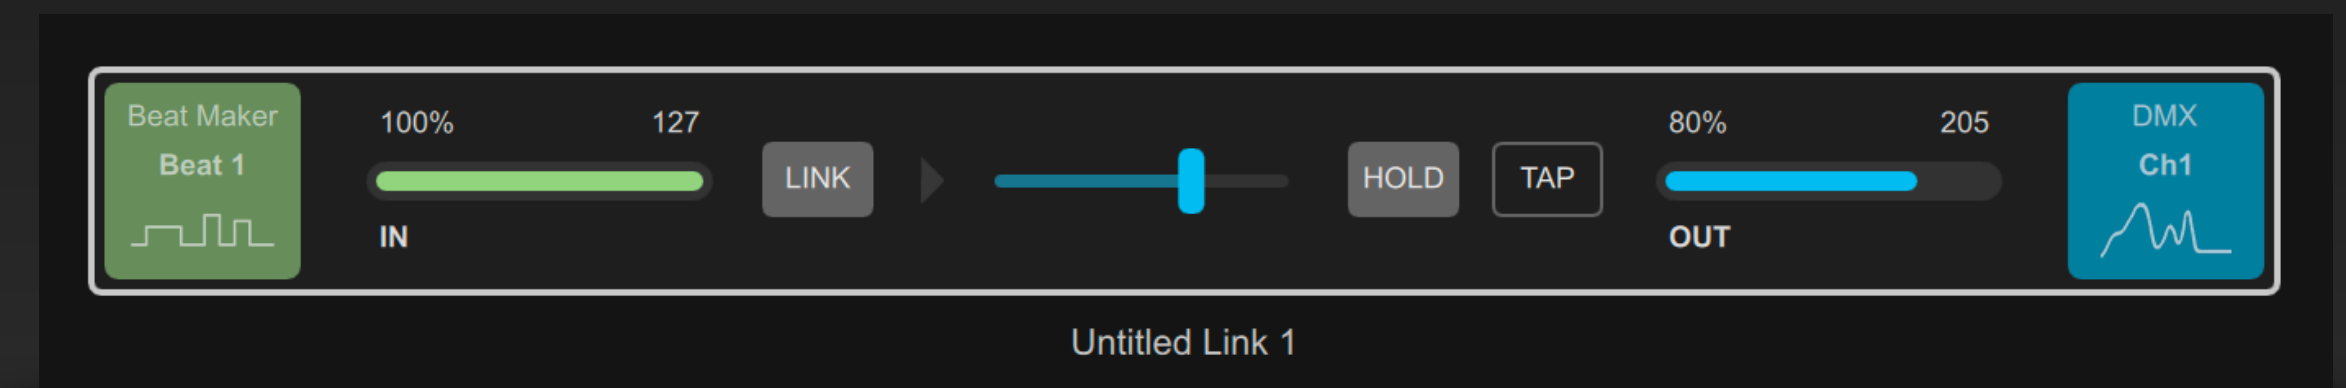 Beat Maker
Beat 1
100% 127
IN
LINK
HOLD
TAP
80% 205
OUT
DMX
Ch1
Untitled Link 1